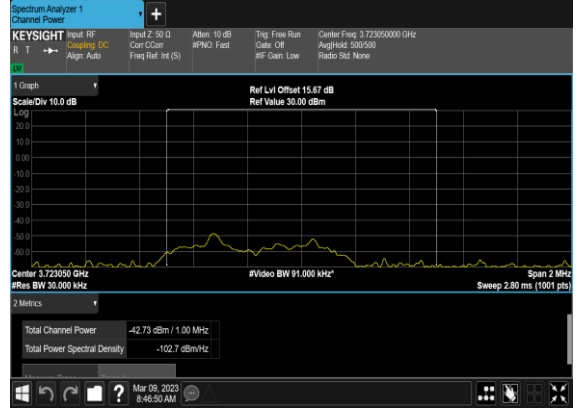 Spectrum Analyzer 1
Channel Power
+
KEYSIGHT
R T
Input: RF
Coupling: DC
Align: Auto
Input Z: 50 Ω
Corr CCorr
Freq Ref: Int (S)
Atten: 10 dB
#PNO: Fast
Trig: Free Run
Gate: Off
#IF Gain: Low
Center Freq: 3.723050000 GHz
Avg|Hold: 500/500
Radio Std: None
1 Graph
Scale/Div 10.0 dB
Ref Lvl Offset 15.67 dB
Ref Value 30.00 dBm
Log
20.0
10.0
0.00
-10.0
-20.0
-30.0
-40.0
-50.0
-60.0
Center 3.723050 GHz
#Res BW 30.000 kHz
#Video BW 91.000 kHz*
Span 2 MHz
Sweep 2.80 ms (1001 pts)
2 Metrics
Total Channel Power
-42.73 dBm / 1.00 MHz
Total Power Spectral Density
-102.7 dBm/Hz
?
Mar 09, 2023
8:46:50 AM